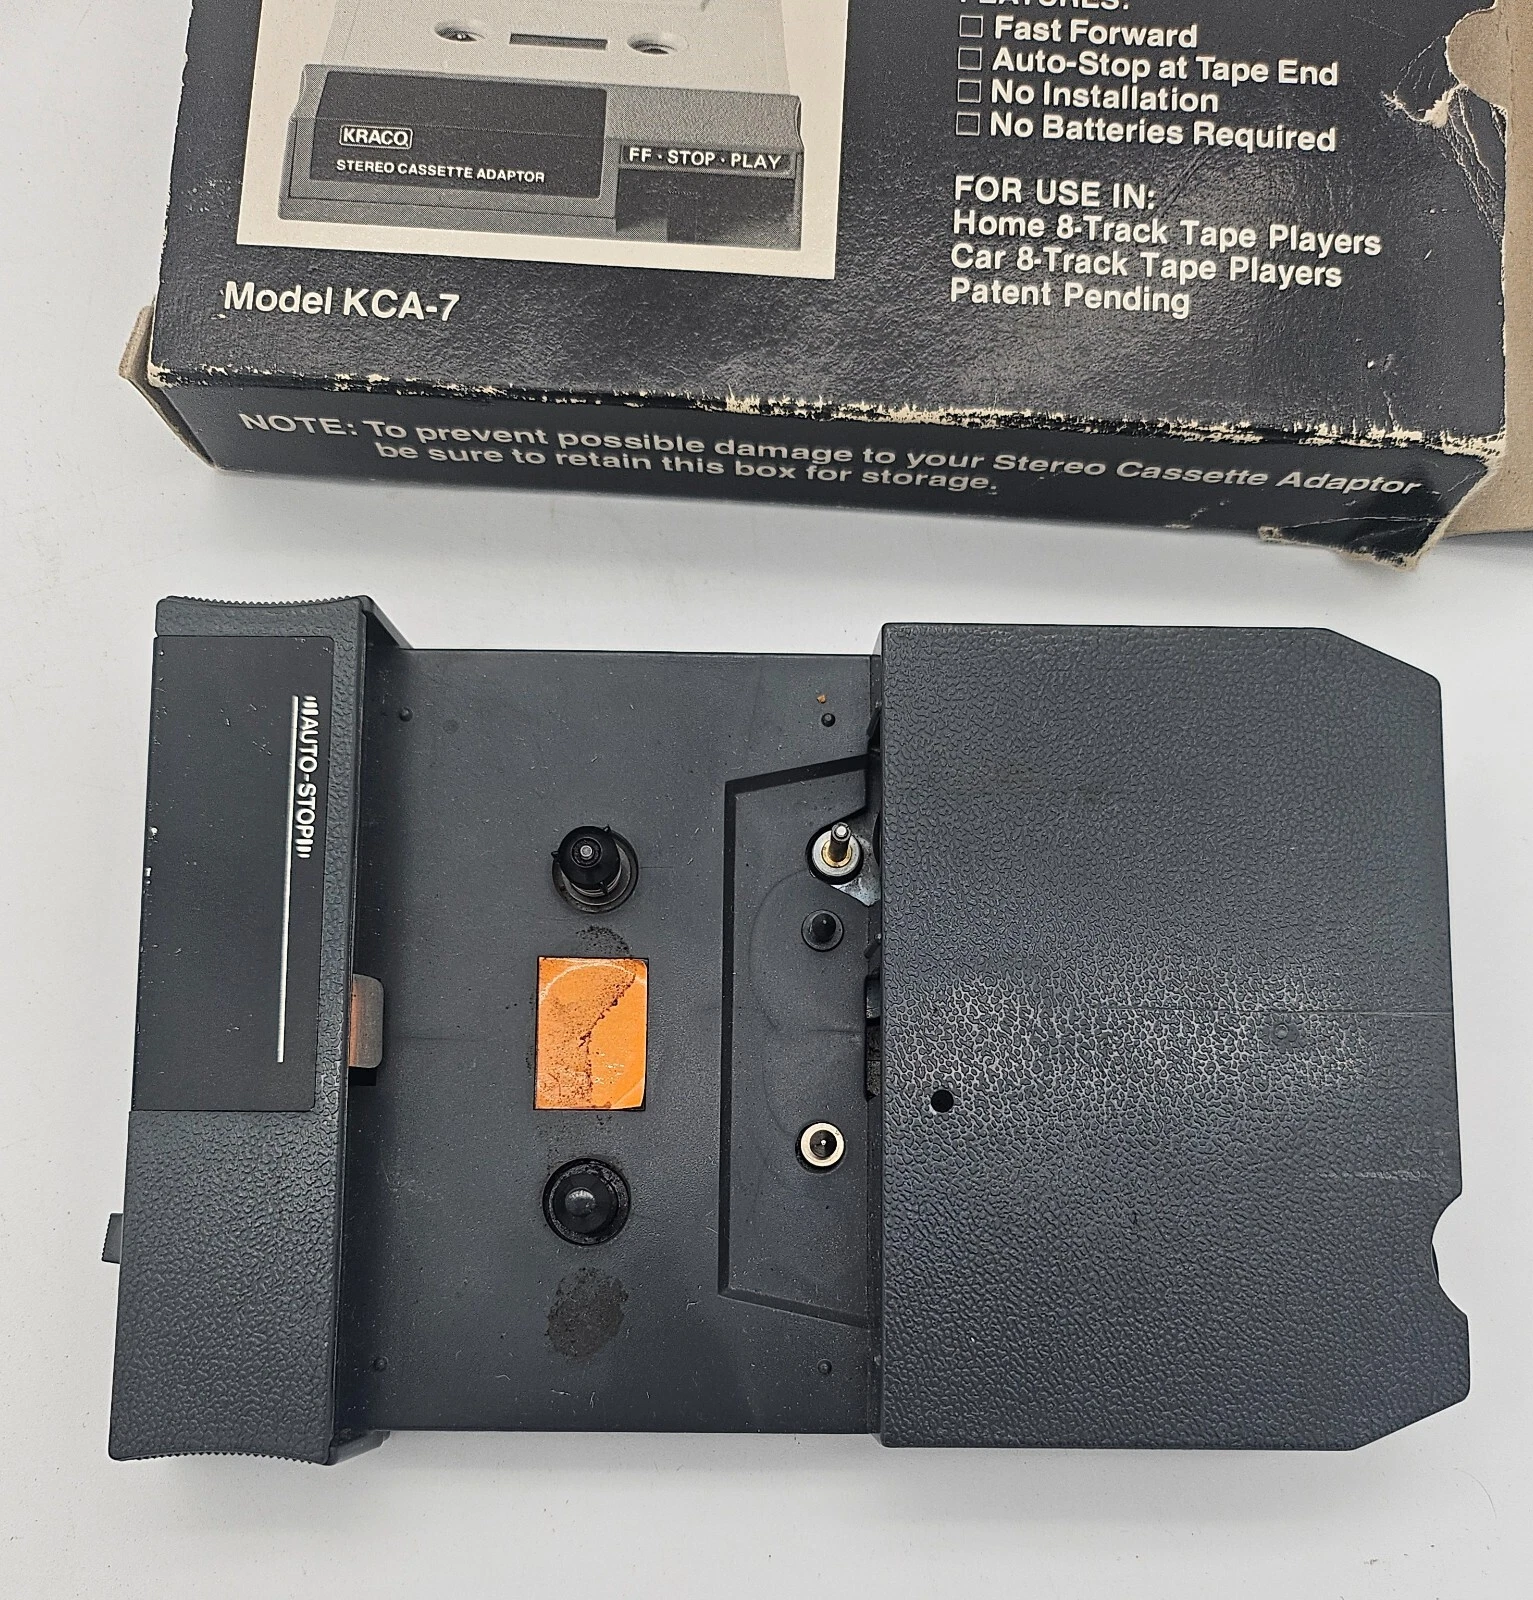 KRACO
STEREO CASSETTE ADAPTOR
FF · STOP · PLAY
Model KCA-7
FEATURES:
Fast Forward
Auto-Stop at Tape End
No Installation
No Batteries Required
FOR USE IN:
Home 8-Track Tape Players
Car 8-Track Tape Players
Patent Pending
NOTE: To prevent possible damage to your Stereo Cassette Adaptor
be sure to retain this box for storage.
AUTO-STOP